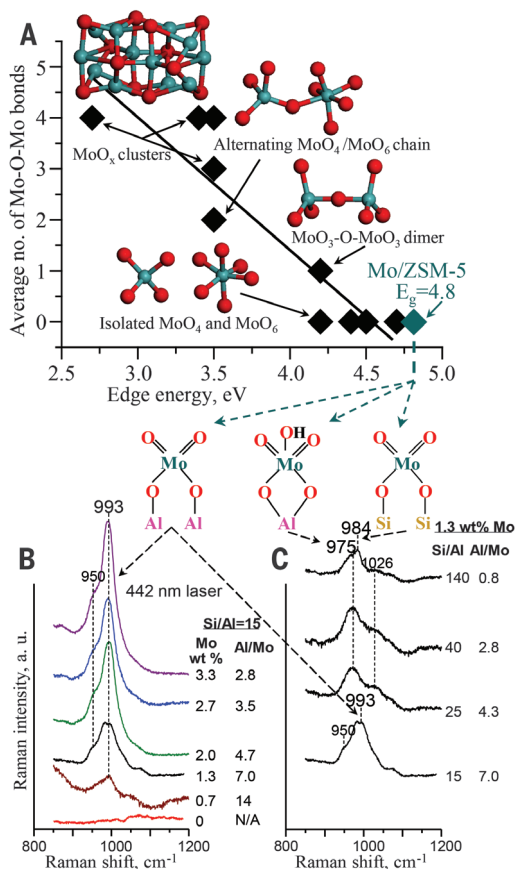 A
Average no. of Mo-O-Mo bonds
5
4
3
2
1
0
MoOx clusters
Alternating MoO4/MoO6 chain
MoO3-O-MoO3 dimer
Mo/ZSM-5
Eg=4.8
Isolated MoO4 and MoO6
2.5 3.0 3.5 4.0 4.5 5.0
Edge energy, eV
O O
Mo
O O
Al Al
OH
O O
Mo
O O
Al
O O
Mo
O O
Si Si
B
993
950
442 nm laser
Si/Al=15
Mo wt % Al/Mo
3.3 2.8
2.7 3.5
2.0 4.7
1.3 7.0
0.7 14
0 N/A
Raman intensity, a. u.
800 1000 1200
Raman shift, cm-1
C
984
975
1026
1.3 wt% Mo
Si/Al Al/Mo
140 0.8
40 2.8
25 4.3
993
950
15 7.0
800 1000 1200
Raman shift, cm-1